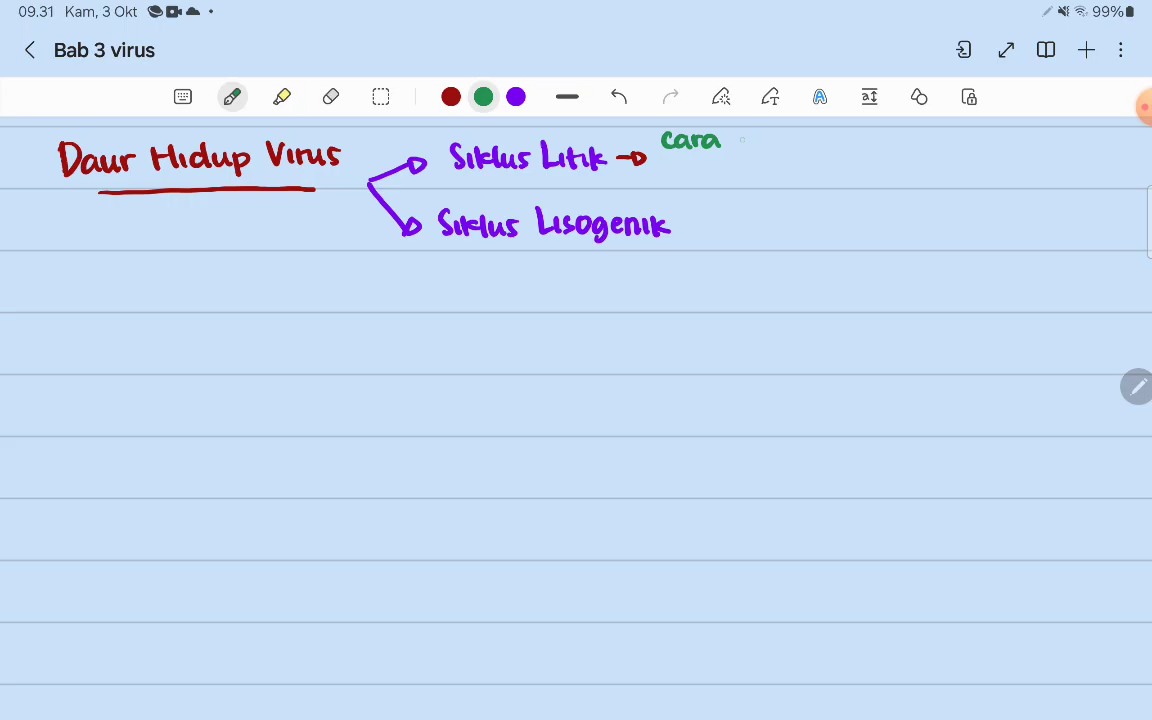 09.31 Kam, 3 Okt 99%
Bab 3 virus
Daur Hidup Virus
Siklus Litik → cara
Siklus Lisogenik